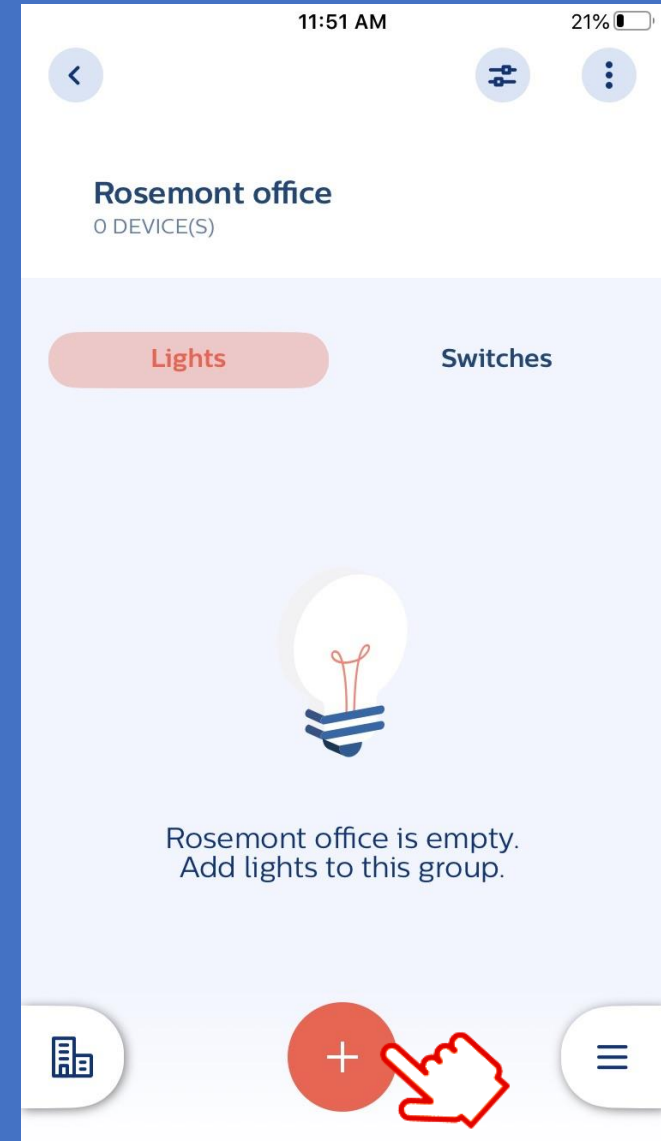 11:51 AM 21%
Rosemont office
0 DEVICE(S)
Lights Switches
Rosemont office is empty.
Add lights to this group.